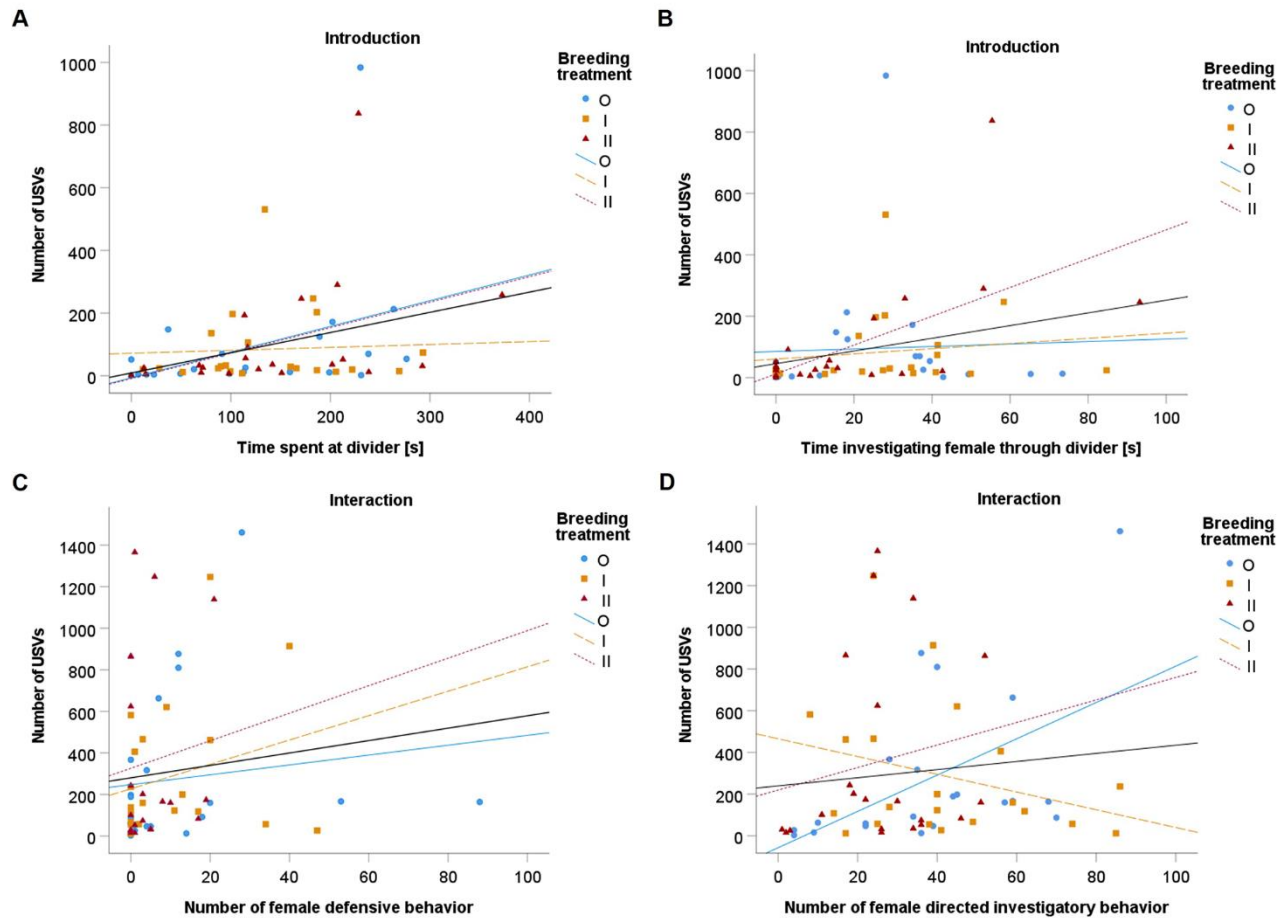 A
Introduction
1000
800
600
400
200
0
0 100 200 300 400
Number of USVs
Time spent at divider [s]
Breeding
treatment
O
I
II
O
I
II
B
Introduction
1000
800
600
400
200
0
0 20 40 60 80 100
Number of USVs
Time investigating female through divider [s]
Breeding
treatment
O
I
II
O
I
II
C
Interaction
1400
1200
1000
800
600
400
200
0
0 20 40 60 80 100
Number of USVs
Number of female defensive behavior
Breeding
treatment
O
I
II
O
I
II
D
Interaction
1400
1200
1000
800
600
400
200
0
0 20 40 60 80 100
Number of USVs
Number of female directed investigatory behavior
Breeding
treatment
O
I
II
O
I
II